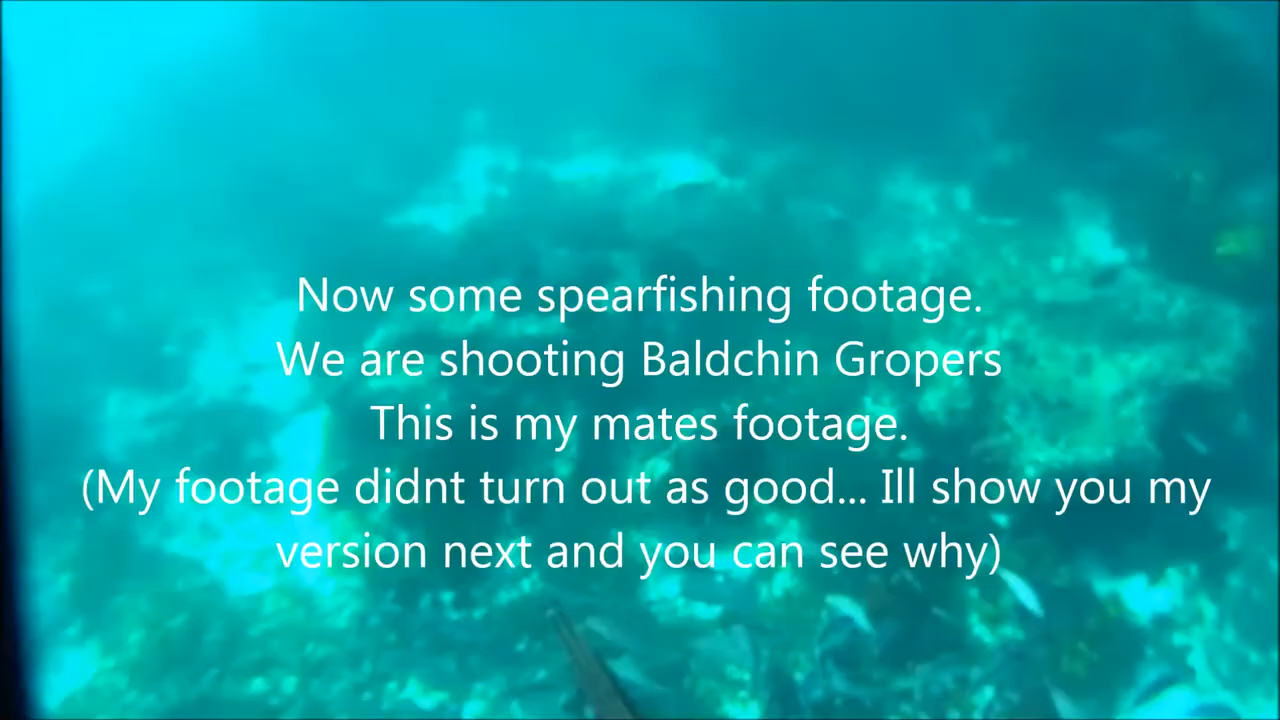 Now some spearfishing footage.
We are shooting Baldchin Gropers
This is my mates footage.
(My footage didnt turn out as good... Ill show you my
version next and you can see why)